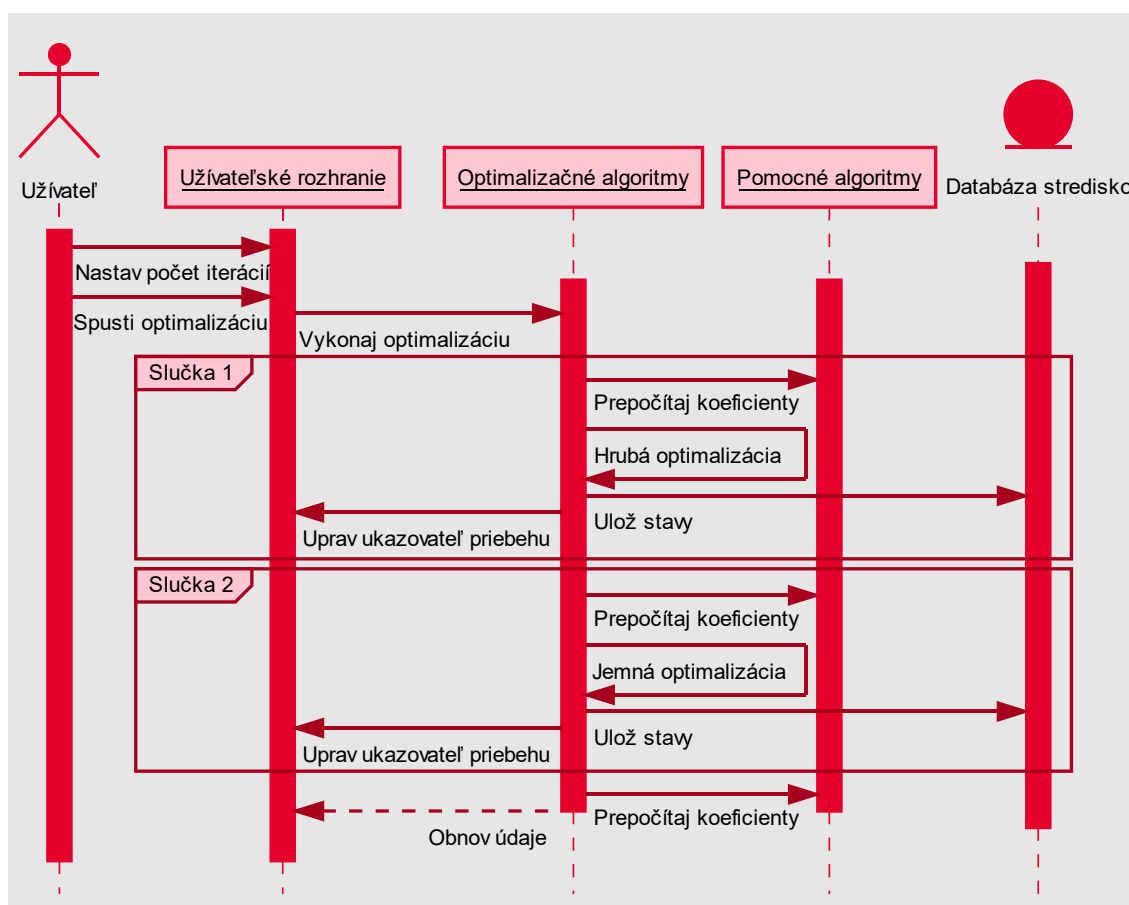 Užívateľ
Užívateľské rozhranie
Optimalizačné algoritmy
Pomocné algoritmy
Databáza stredisko
Nastav počet iterácií
Spusti optimalizáciu
Vykonaj optimalizáciu
Slučka 1
Prepočítaj koeficienty
Hrubá optimalizácia
Ulož stavy
Uprav ukazovateľ priebehu
Slučka 2
Prepočítaj koeficienty
Jemná optimalizácia
Ulož stavy
Uprav ukazovateľ priebehu
Prepočítaj koeficienty
Obnov údaje